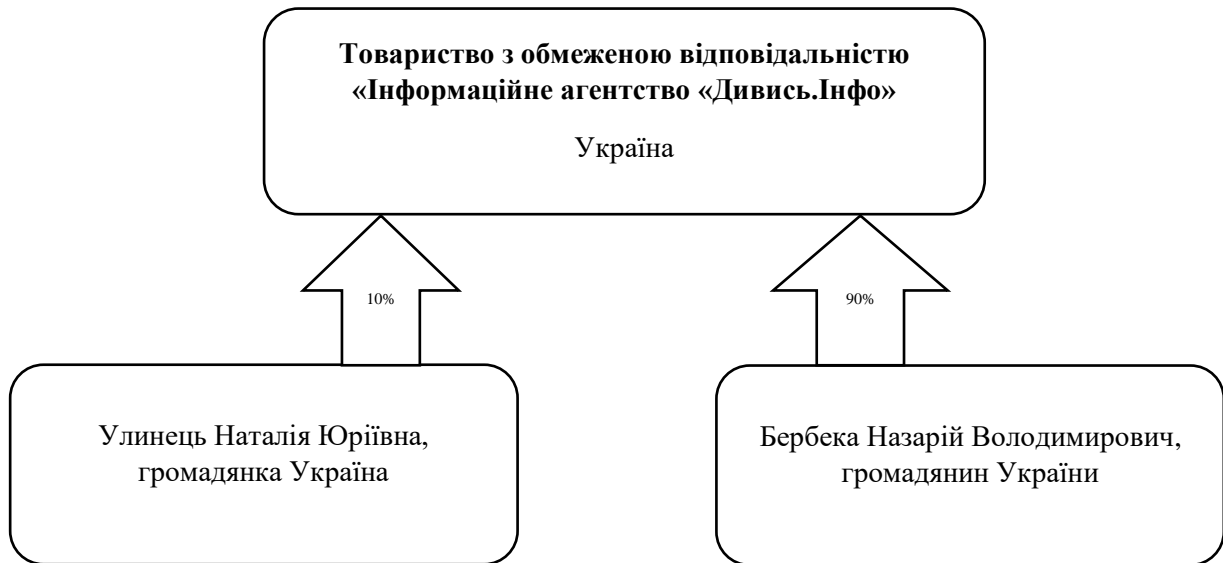 Товариство з обмеженою відповідальністю
«Інформаційне агентство «Дивись.Інфо»
Україна
10%
90%
Улинець Наталія Юріївна,
громадянка Україна
Бербека Назарій Володимирович,
громадянин України